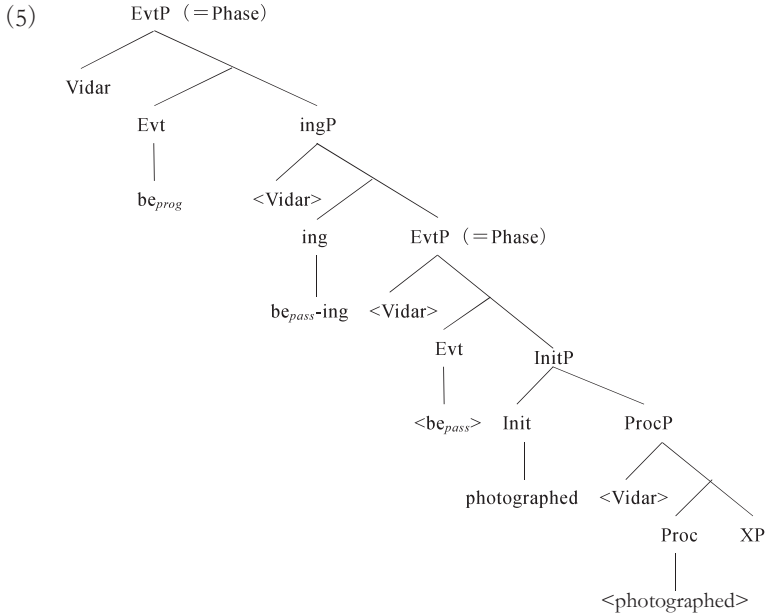 (5)
EvtP (=Phase)
Vidar
Evt ingP
be_prog <Vidar>
ing EvtP (=Phase)
be_pass-ing <Vidar>
Evt InitP
<be_pass> Init ProcP
photographed <Vidar>
Proc XP
<photographed>